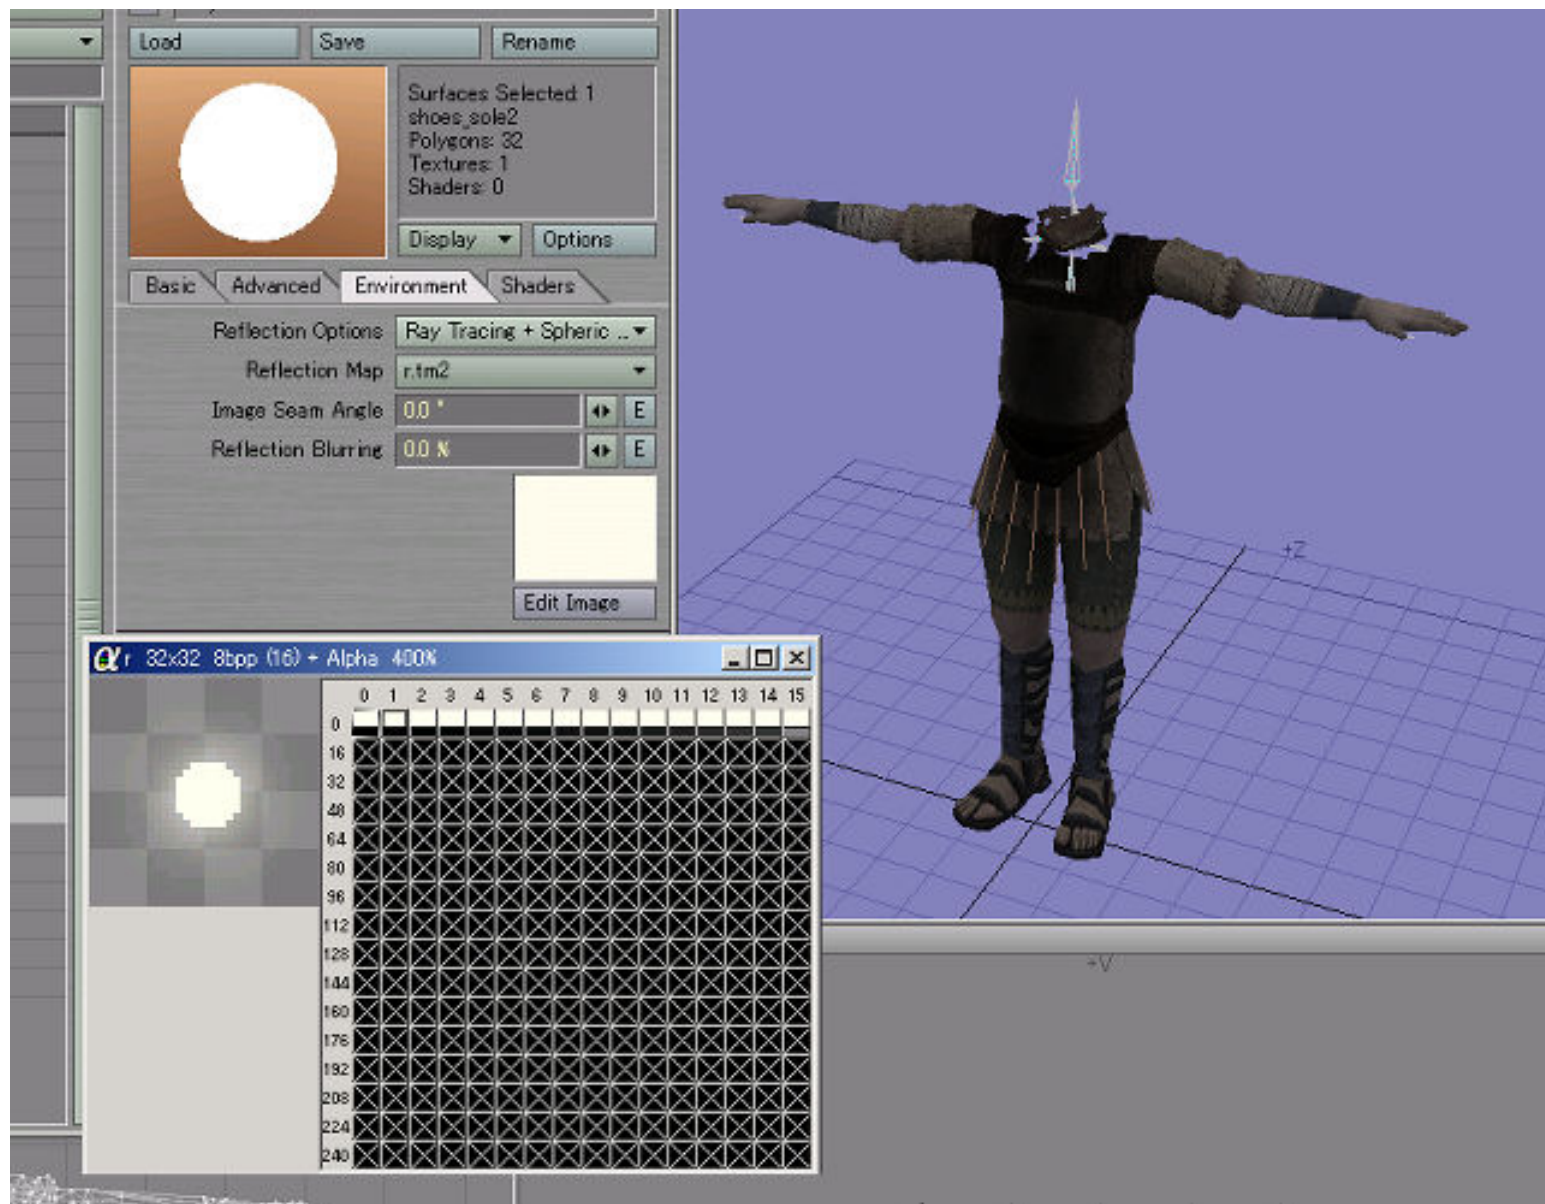 Load Save Rename
Surfaces Selected: 1
shoes_sole2
Polygons: 32
Textures: 1
Shaders: 0
Display Options
Basic Advanced Environment Shaders
Reflection Options Ray Tracing + Spheric ...
Reflection Map r.tm2
Image Seam Angle 0.0 °
E
Reflection Blurring 0.0 %
E
Edit Image
+Z
r 32x32 8bpp (16) + Alpha 400%
0 1 2 3 4 5 6 7 8 9 10 11 12 13 14 15
0
16
32
48
64
80
96
112
128
144
160
176
192
208
224
240
+V